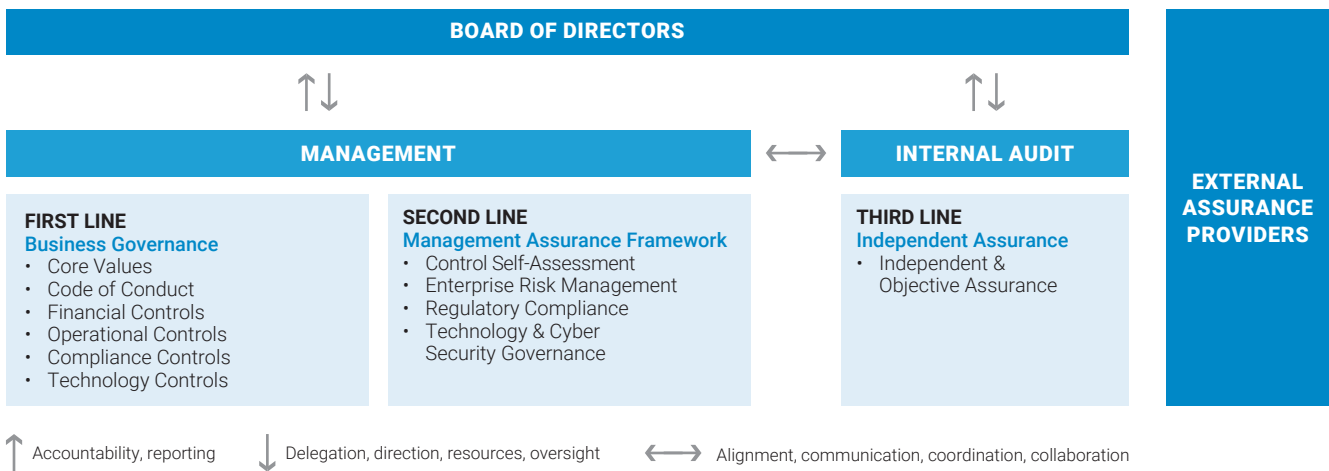 BOARD OF DIRECTORS
MANAGEMENT
INTERNAL AUDIT
EXTERNAL
ASSURANCE
PROVIDERS
FIRST LINE
Business Governance
• Core Values
• Code of Conduct
• Financial Controls
• Operational Controls
• Compliance Controls
• Technology Controls
SECOND LINE
Management Assurance Framework
• Control Self-Assessment
• Enterprise Risk Management
• Regulatory Compliance
• Technology & Cyber
Security Governance
THIRD LINE
Independent Assurance
• Independent &
Objective Assurance
Accountability, reporting
Delegation, direction, resources, oversight
Alignment, communication, coordination, collaboration